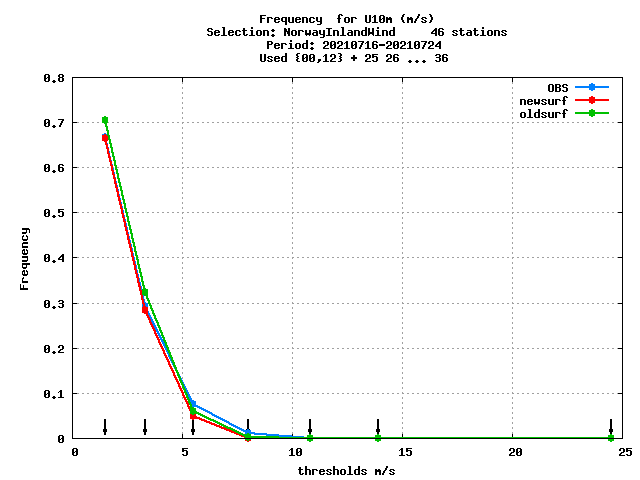 Frequency  for U10m (m/s)
Selection: NorwayInlandWind     46 stations
Period: 20210716-20210724
Used {00,12} + 25 26 ... 36
OBS
newsurf
oldsurf
0.8
0.7
0.6
0.5
0.4
0.3
0.2
0.1
0
Frequency
0 5 10 15 20 25
thresholds m/s